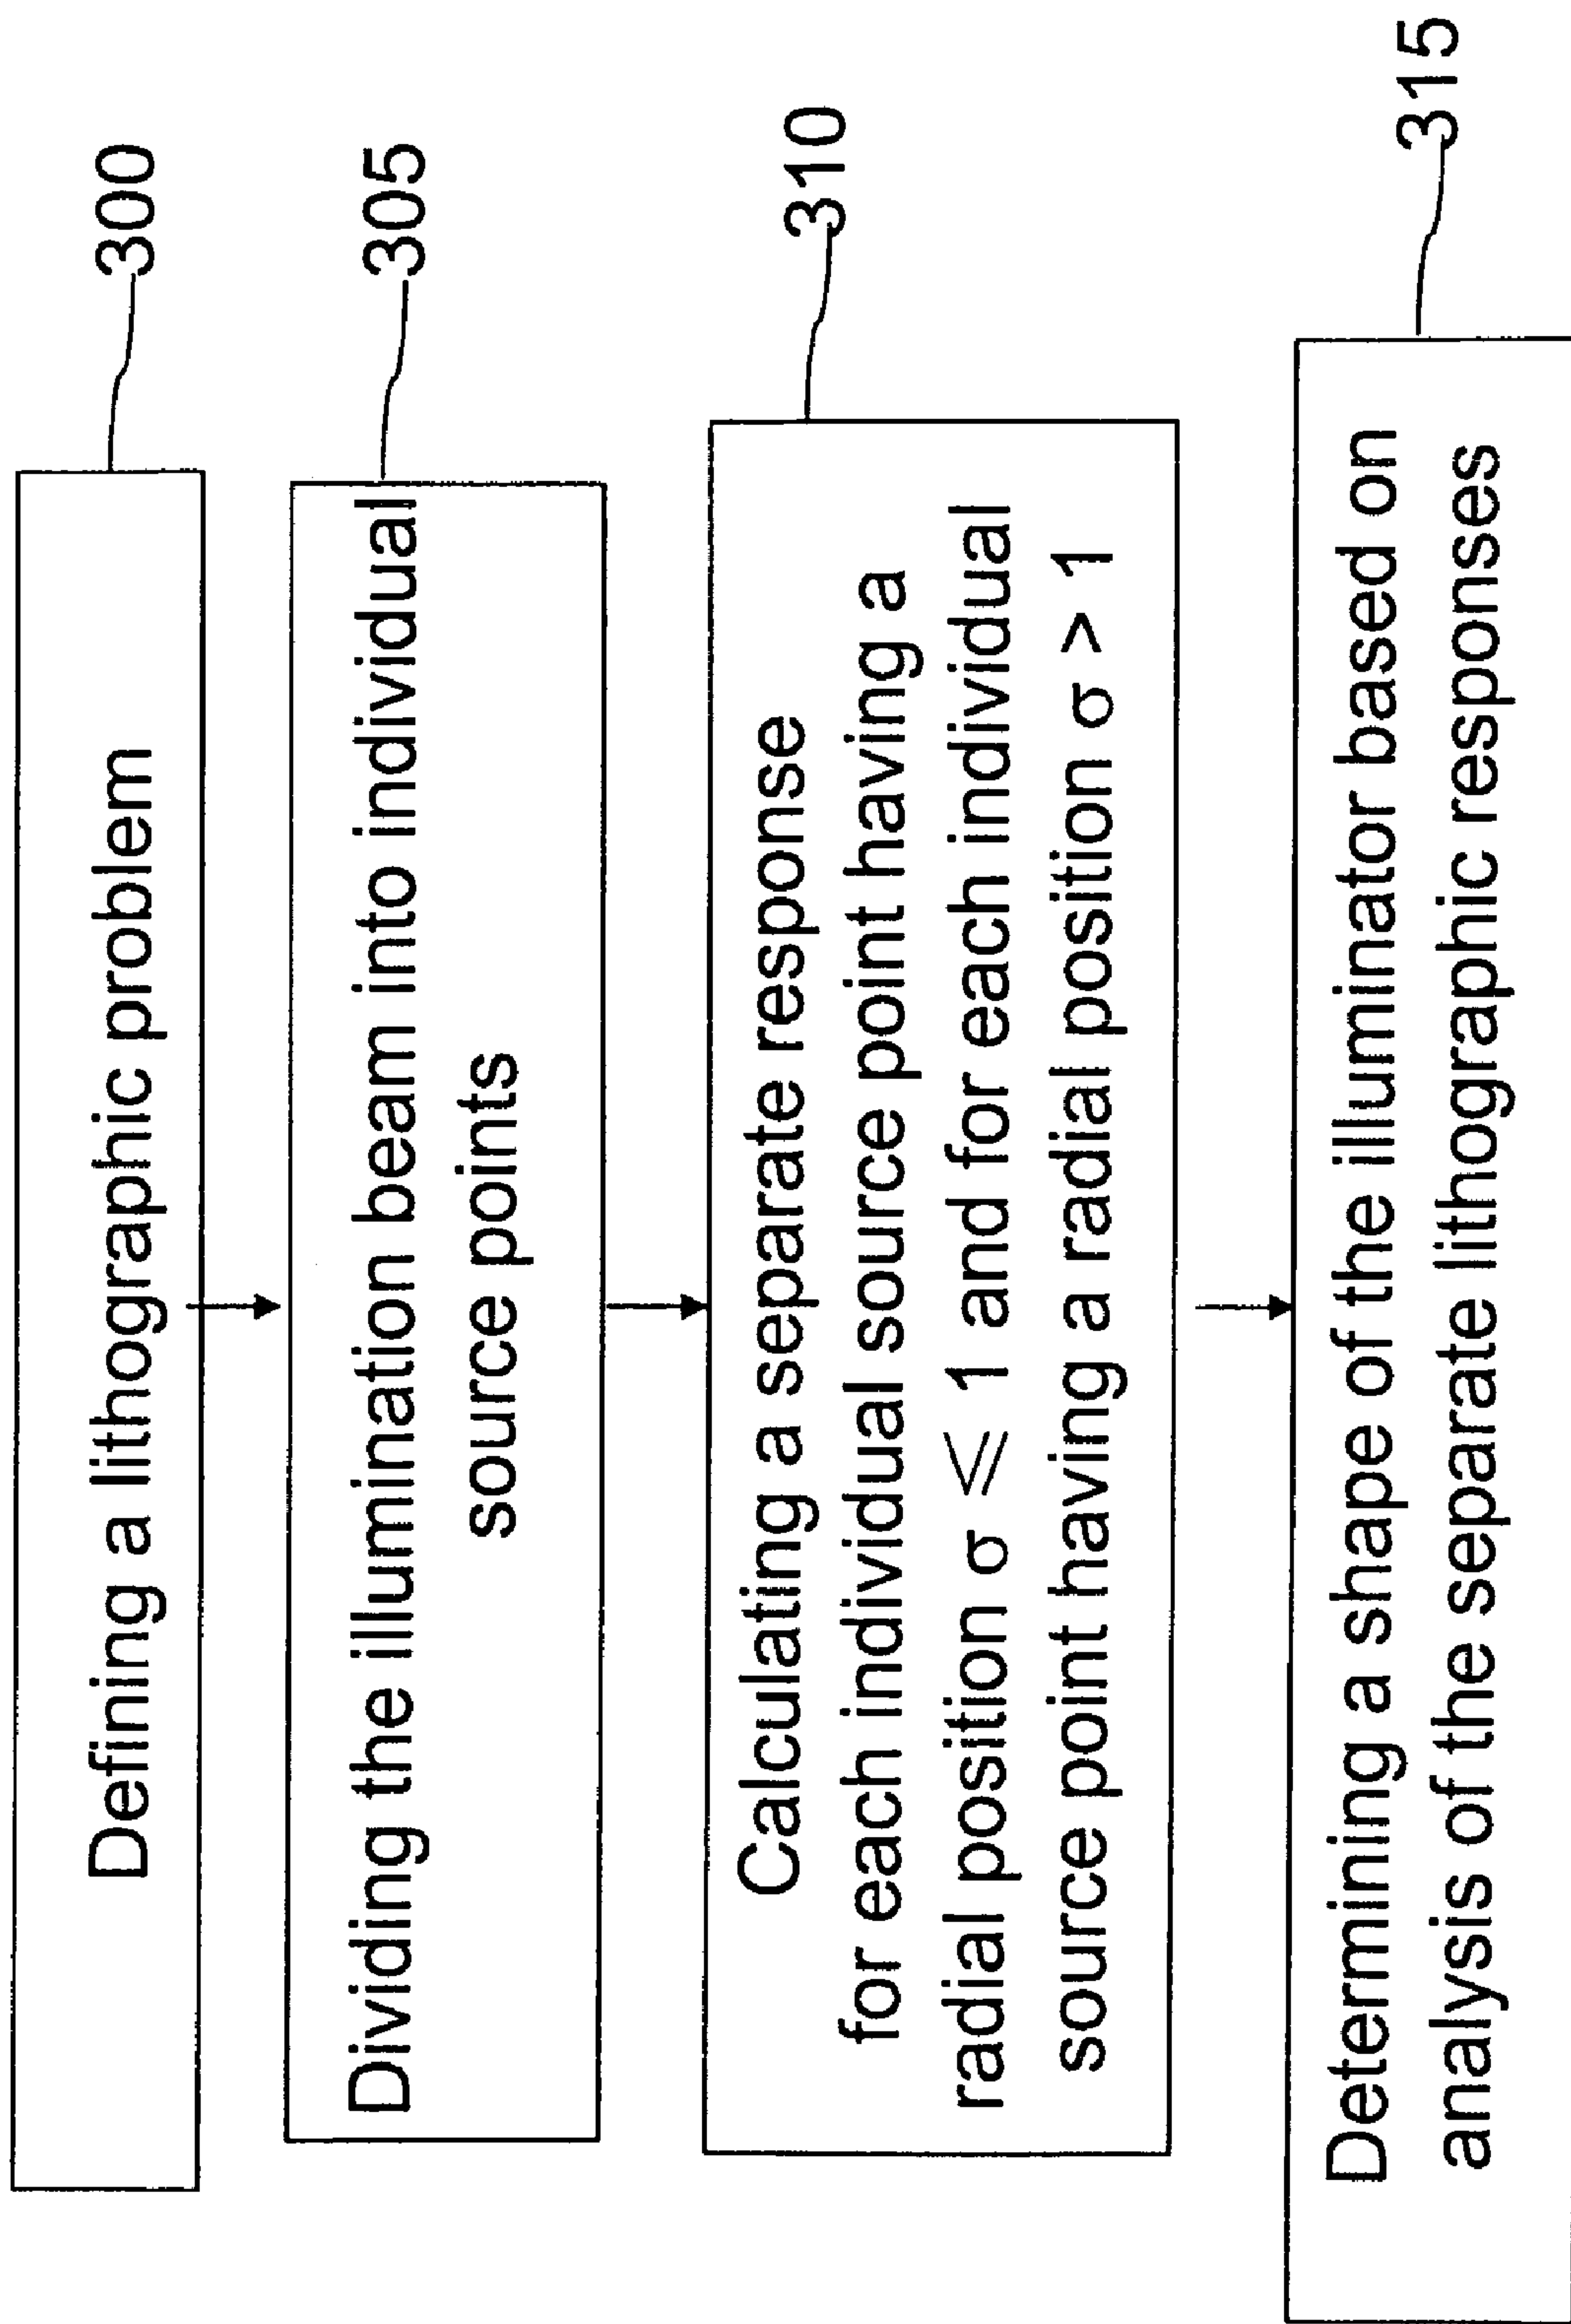 Defining a lithographic problem
300
Dividing the illumination beam into individual
source points
305
Calculating a separate response
for each individual source point having a
radial position σ ⩽ 1 and for each individual
source point having a radial position σ > 1
310
Determining a shape of the illuminator based on
analysis of the separate lithographic responses
315